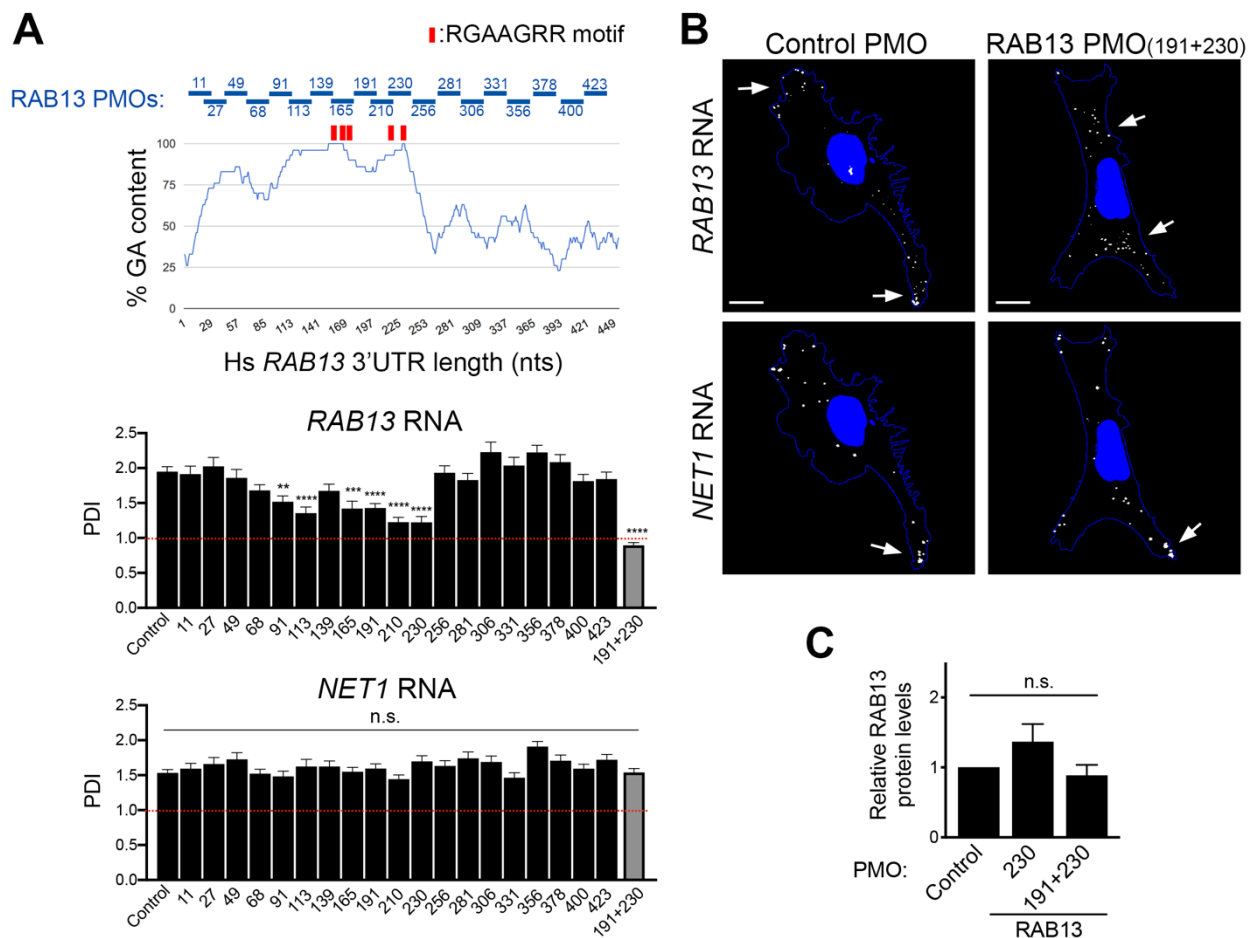 A
:RGAAGRR motif
RAB13 PMOs:
11 49 91 139 191 230 281 331 378 423
27 68 113 165 210 256 306 356 400
% GA content
100
75
50
25
0
1 29 57 85 113 141 169 197 225 253 281 309 337 365 393 421 449
Hs RAB13 3'UTR length (nts)
RAB13 RNA
PDI
2.5
2.0
1.5
1.0
0.5
0.0
** **** *** **** **** **** ****
Control 11 27 49 68 91 113 139 165 191 210 230 256 281 306 331 356 378 400 423 191+230
NET1 RNA
n.s.
PDI
2.5
2.0
1.5
1.0
0.5
0.0
Control 11 27 49 68 91 113 139 165 191 210 230 256 281 306 331 356 378 400 423 191+230
B
Control PMO RAB13 PMO(191+230)
RAB13 RNA
NET1 RNA
C
n.s.
Relative RAB13
protein levels
2
1
0
PMO: Control 230 191+230
RAB13